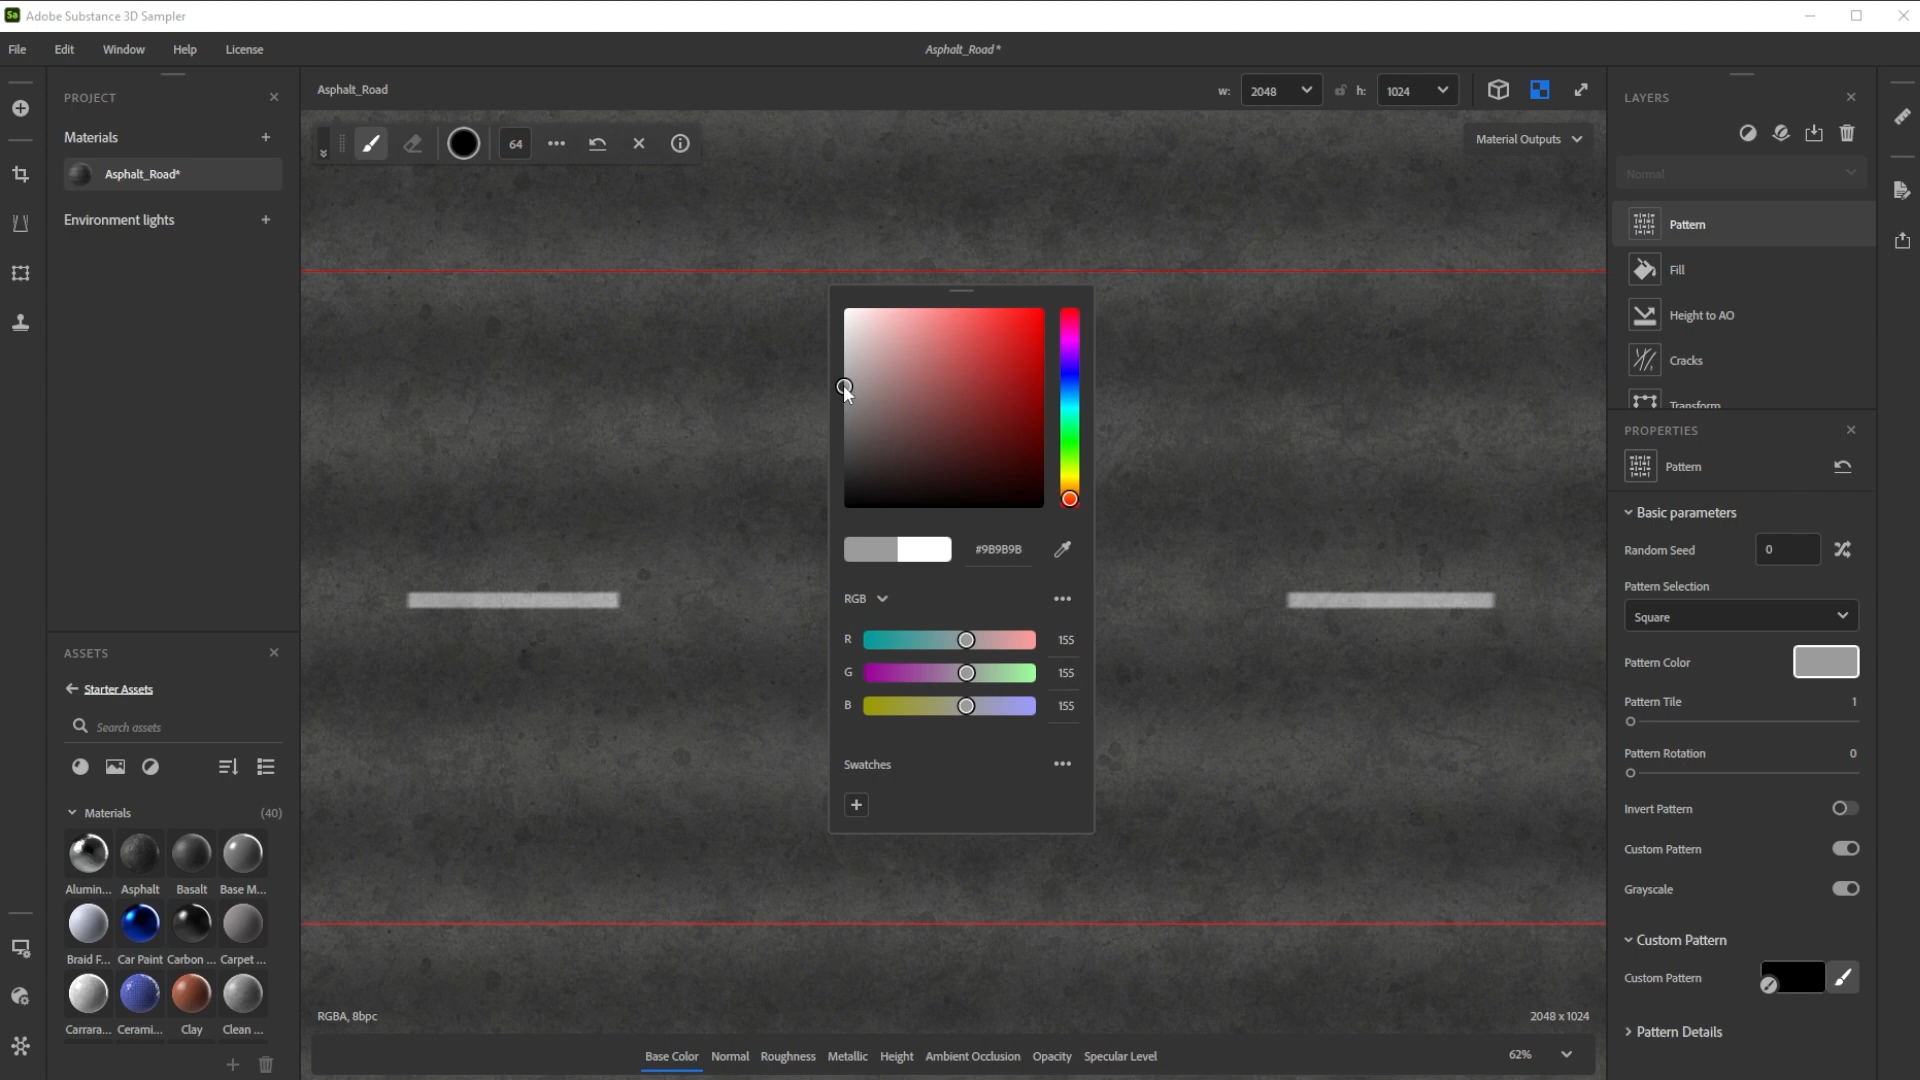 Sa Adobe Substance 3D Sampler
File Edit Window Help License
Asphalt_Road*
PROJECT
Materials
Asphalt_Road*
Environment lights
ASSETS
Starter Assets
Search assets
Materials (40)
Alumin... Asphalt Basalt Base M...
Braid F... Car Paint Carbon ... Carpet ...
Carrara... Cerami... Clay Clean ...
Asphalt_Road
w: 2048 h: 1024
64
Material Outputs
#9B9B9B
RGB
R 155
G 155
B 155
Swatches
RGBA, 8bpc
2048 x 1024
Base Color Normal Roughness Metallic Height Ambient Occlusion Opacity Specular Level
62%
LAYERS
Normal
Pattern
Fill
Height to AO
Cracks
Transform
PROPERTIES
Pattern
Basic parameters
Random Seed 0
Pattern Selection
Square
Pattern Color
Pattern Tile 1
Pattern Rotation 0
Invert Pattern
Custom Pattern
Grayscale
Custom Pattern
Custom Pattern
Pattern Details